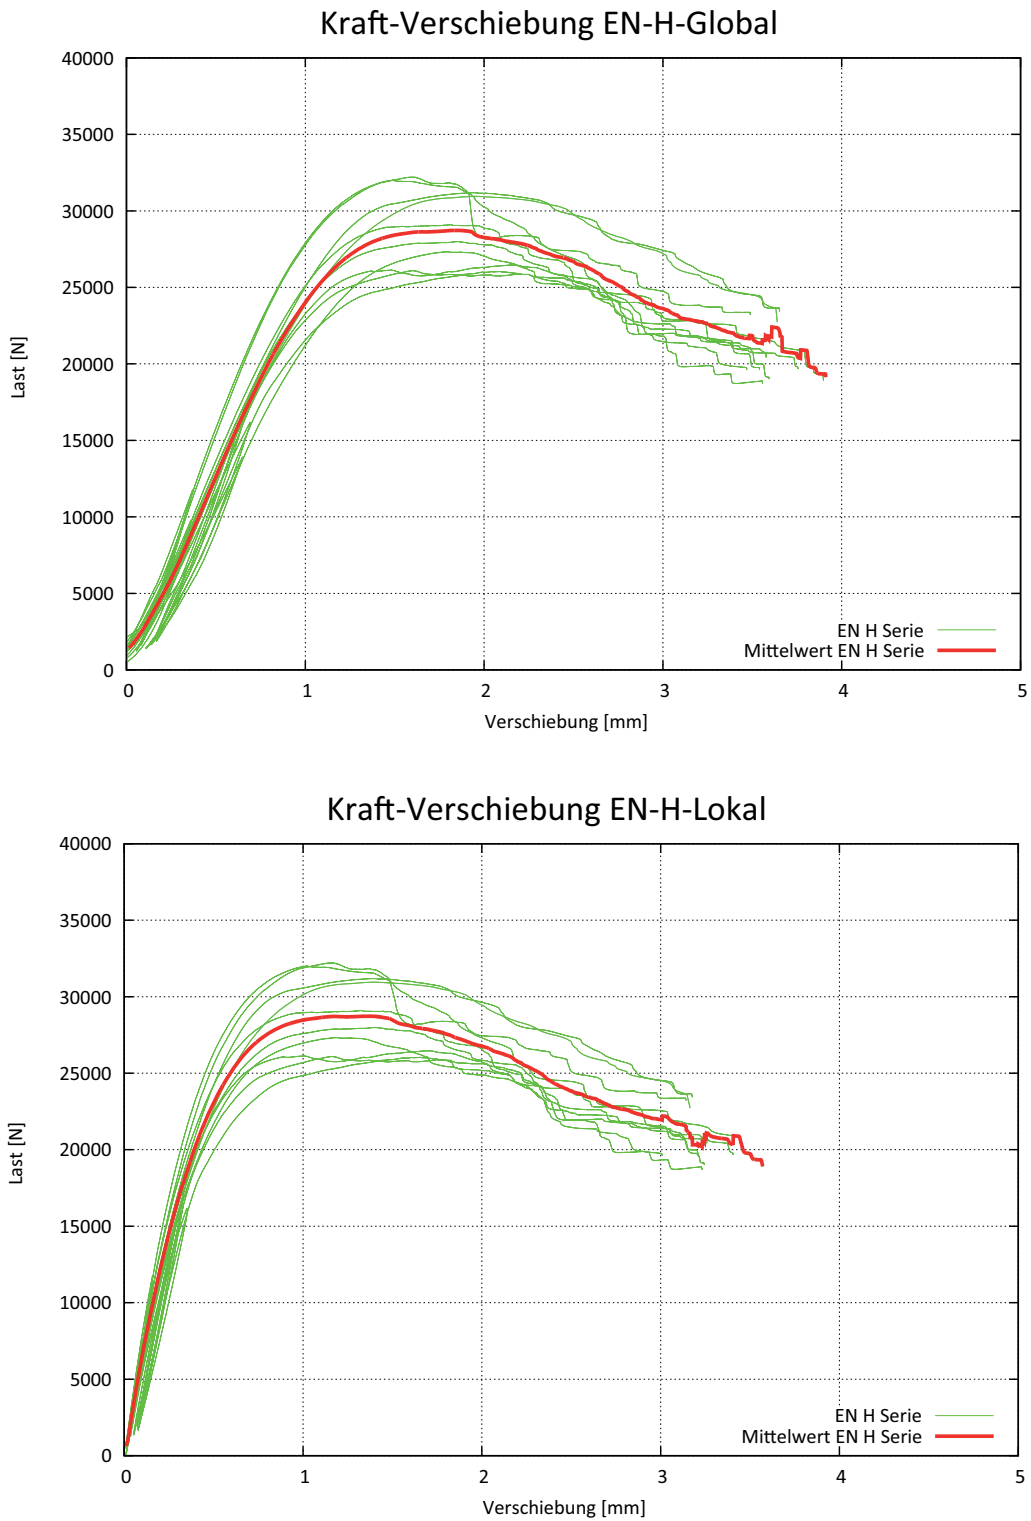 Kraft-Verschiebung EN-H-Global
40000
35000
30000
25000
20000
15000
10000
5000
0
Last [N]
EN H Serie
Mittelwert EN H Serie
0 1 2 3 4 5
Verschiebung [mm]
Kraft-Verschiebung EN-H-Lokal
40000
35000
30000
25000
20000
15000
10000
5000
0
Last [N]
EN H Serie
Mittelwert EN H Serie
0 1 2 3 4 5
Verschiebung [mm]